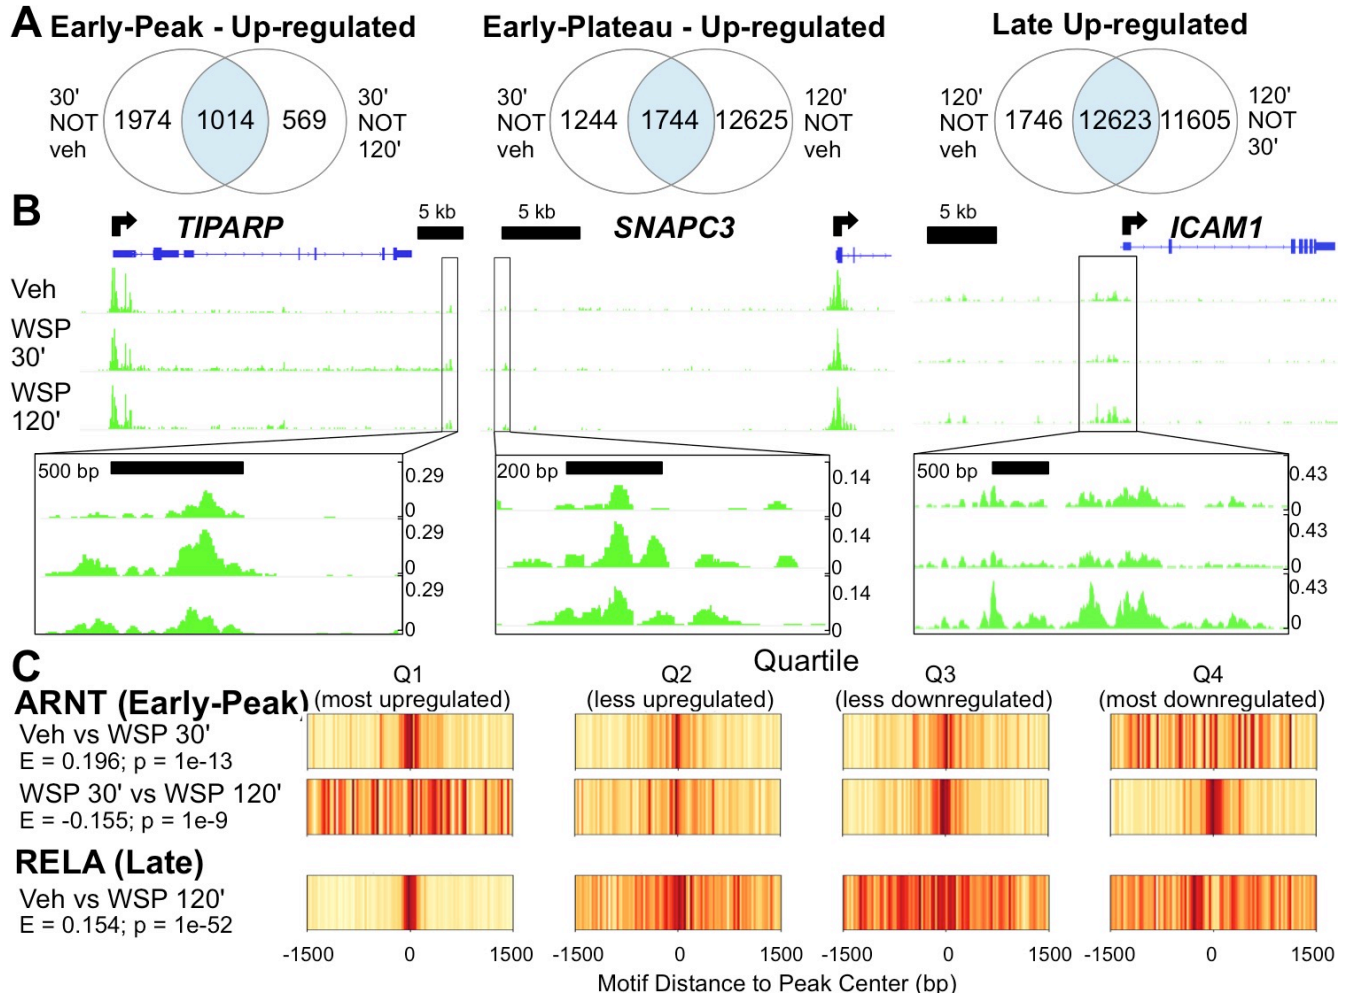 A Early-Peak - Up-regulated Early-Plateau - Up-regulated Late Up-regulated
30' NOT veh 1974 1014 569 30' NOT 120'
30' NOT veh 1244 1744 12625 120' NOT veh
120' NOT veh 1746 12623 11605 120' NOT 30'
B
TIPARP 5 kb 5 kb SNAPC3 5 kb ICAM1
Veh
WSP
30'
WSP
120'
500 bp 0.29 0 0.29 0 0.29 0
200 bp 0.14 0 0.14 0 0.14 0
500 bp 0.43 0 0.43 0 0.43 0
C
Quartile
Q1 Q2 Q3 Q4
ARNT (Early-Peak) (most upregulated) (less upregulated) (less downregulated) (most downregulated)
Veh vs WSP 30'
E = 0.196; p = 1e-13
WSP 30' vs WSP 120'
E = -0.155; p = 1e-9
RELA (Late)
Veh vs WSP 120'
E = 0.154; p = 1e-52
-1500 0 1500 -1500 0 1500 -1500 0 1500 -1500 0 1500
Motif Distance to Peak Center (bp)